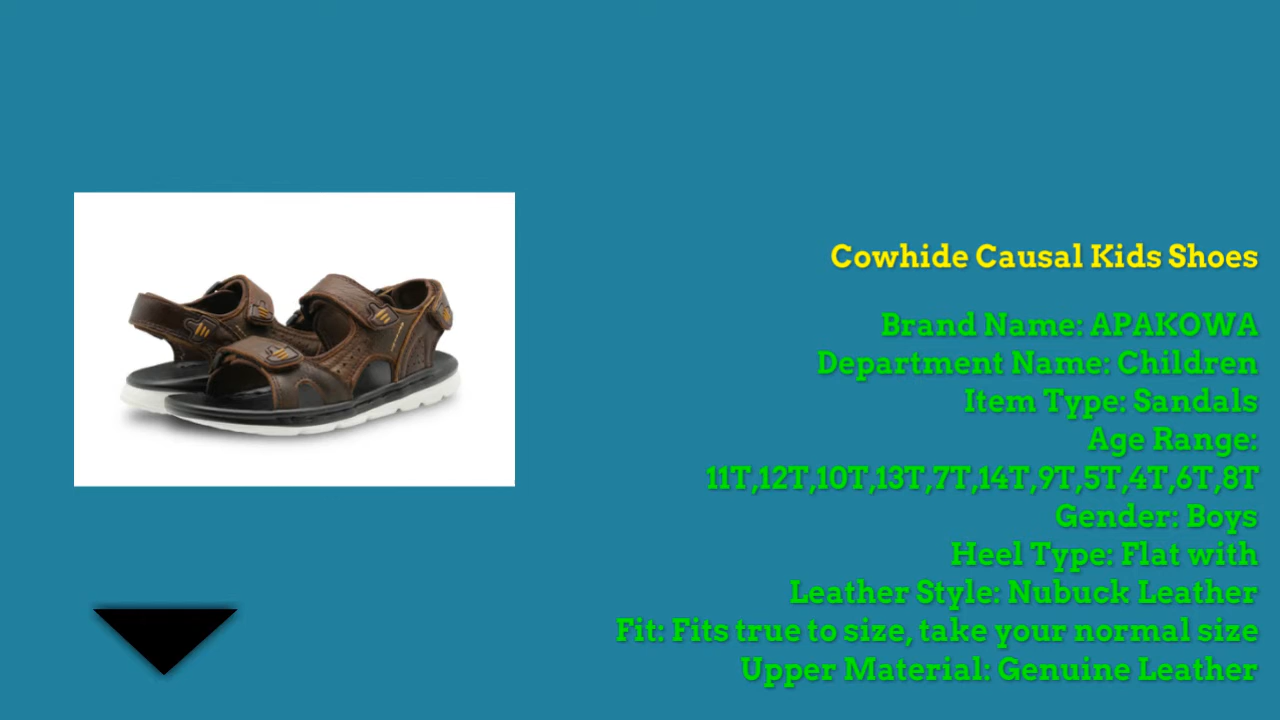 Cowhide Causal Kids Shoes
Brand Name: APAKOWA
Department Name: Children
Item Type: Sandals
Age Range:
11T,12T,10T,13T,7T,14T,9T,5T,4T,6T,8T
Gender: Boys
Heel Type: Flat with
Leather Style: Nubuck Leather
Fit: Fits true to size, take your normal size
Upper Material: Genuine Leather